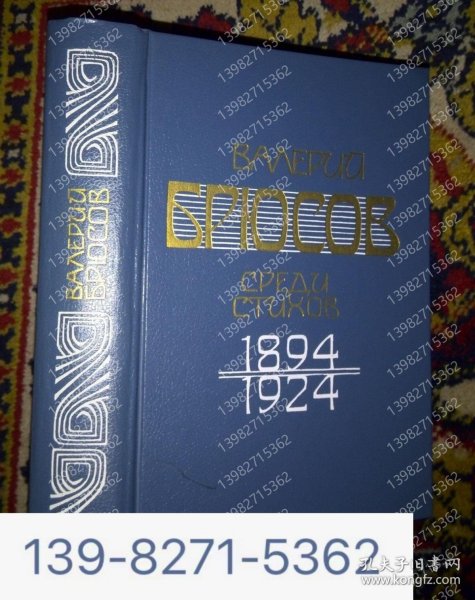 ВАЛЕРИЙ
БРЮСОВ
ВАЛЕРИЙ
БРЮСОВ
СРЕДИ
СТИХОВ
1894
1924
13982715362
139-8271-5362
孔夫子旧书网
kongfz.com